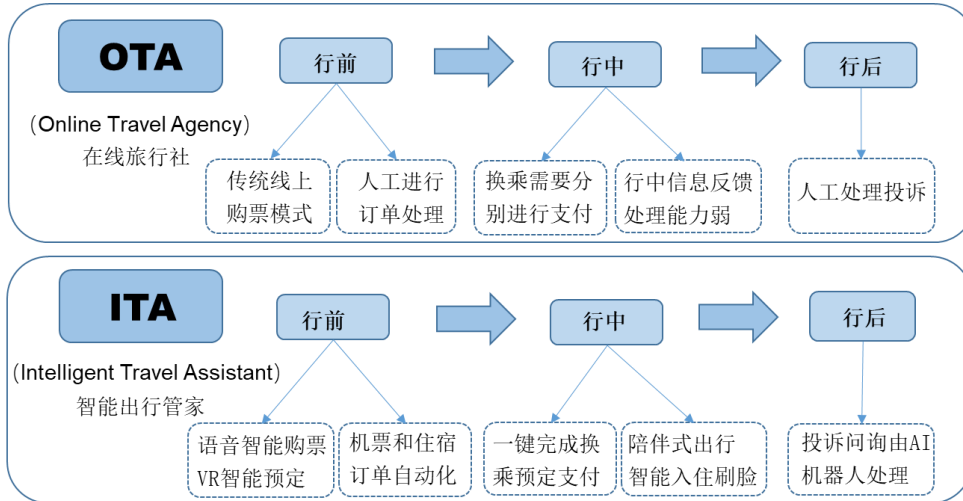 OTA
（Online Travel Agency）
在线旅行社
行前
行中
行后
传统线上
购票模式
人工进行
订单处理
换乘需要分
别进行支付
行中信息反馈
处理能力弱
人工处理投诉
ITA
（Intelligent Travel Assistant）
智能出行管家
行前
行中
行后
语音智能购票
VR智能预定
机票和住宿
订单自动化
一键完成换
乘预定支付
陪伴式出行
智能入住刷脸
投诉问询由AI
机器人处理